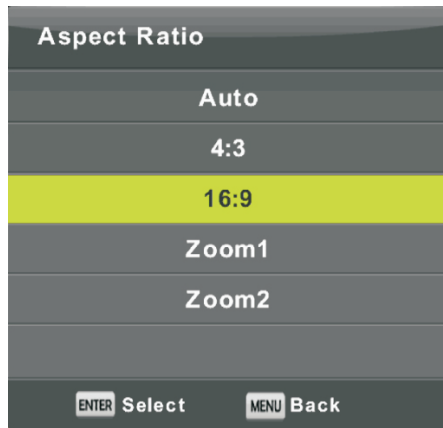 Aspect Ratio
Auto
4:3
16:9
Zoom1
Zoom2
ENTER Select MENU Back